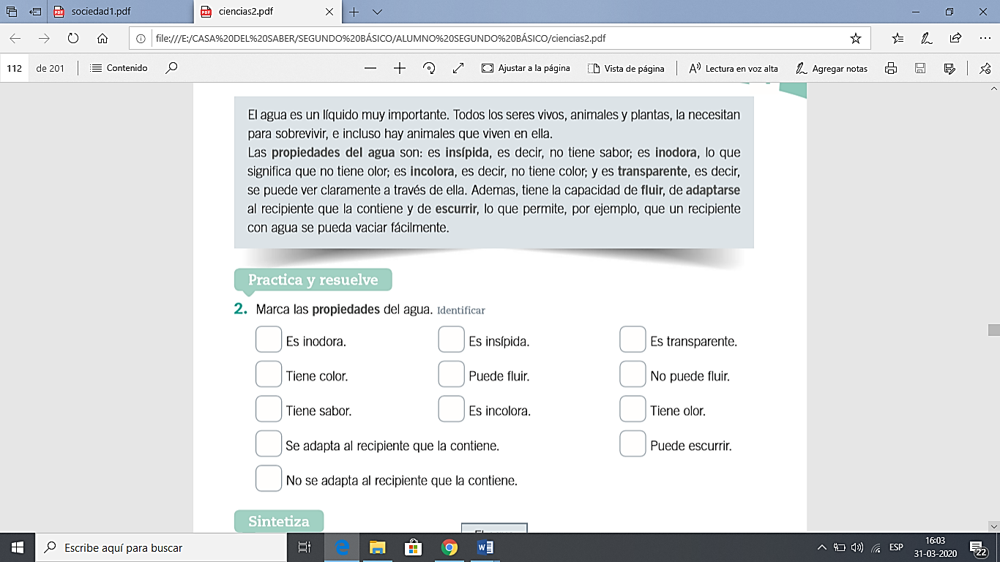 sociedad1.pdf
ciencias2.pdf
file:///E:/CASA%20DEL%20SABER/SEGUNDO%20BÁSICO/ALUMNO%20SEGUNDO%20BÁSICO/ciencias2.pdf
112 de 201 Contenido Ajustar a la página Vista de página Lectura en voz alta Agregar notas
El agua es un líquido muy importante. Todos los seres vivos, animales y plantas, la necesitan
para sobrevivir, e incluso hay animales que viven en ella.
Las propiedades del agua son: es insípida, es decir, no tiene sabor; es inodora, lo que
significa que no tiene olor; es incolora, es decir, no tiene color; y es transparente, es decir,
se puede ver claramente a través de ella. Ademas, tiene la capacidad de fluir, de adaptarse
al recipiente que la contiene y de escurrir, lo que permite, por ejemplo, que un recipiente
con agua se pueda vaciar fácilmente.
Practica y resuelve
2. Marca las propiedades del agua. Identificar
Es inodora. Es insípida. Es transparente.
Tiene color. Puede fluir. No puede fluir.
Tiene sabor. Es incolora. Tiene olor.
Se adapta al recipiente que la contiene. Puede escurrir.
No se adapta al recipiente que la contiene.
Sintetiza
Escribe aquí para buscar
ESP
16:03
31-03-2020
22